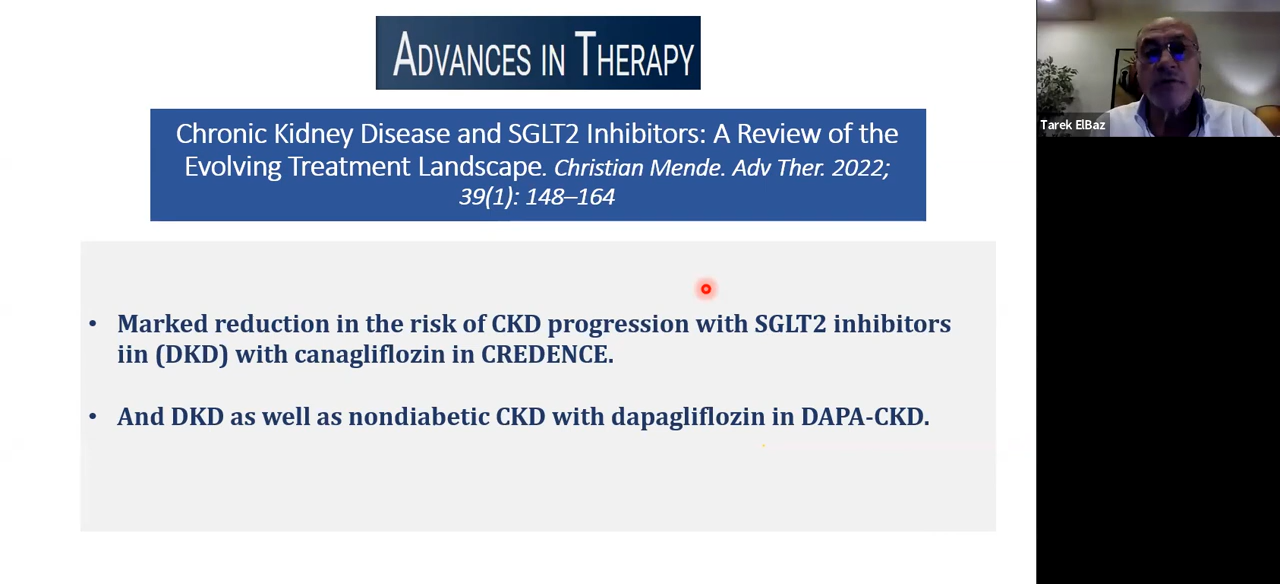 ADVANCES IN THERAPY
Chronic Kidney Disease and SGLT2 Inhibitors: A Review of the
Evolving Treatment Landscape. Christian Mende. Adv Ther. 2022;
39(1): 148–164
Tarek ElBaz
• Marked reduction in the risk of CKD progression with SGLT2 inhibitors
iin (DKD) with canagliflozin in CREDENCE.
• And DKD as well as nondiabetic CKD with dapagliflozin in DAPA-CKD.